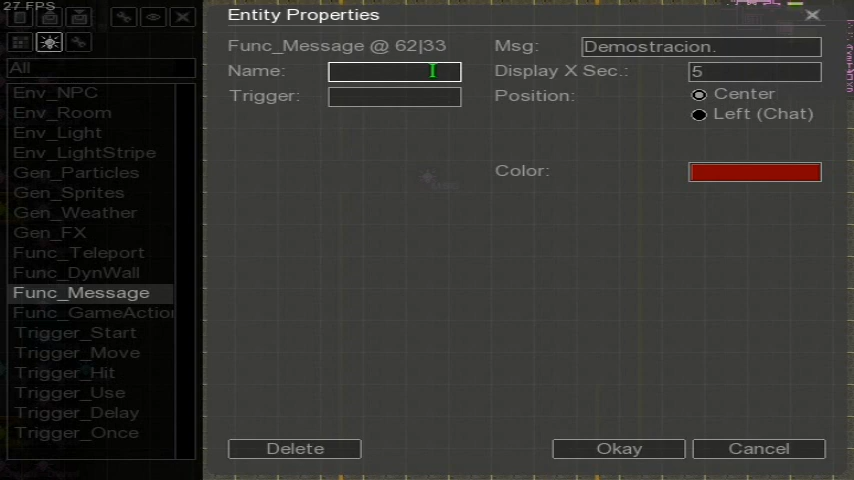 27 FPS
All
Env_NPC
Env_Room
Env_Light
Env_LightStripe
Gen_Particles
Gen_Sprites
Gen_Weather
Gen_FX
Func_Teleport
Func_DynWall
Func_Message
Func_GameAction
Trigger_Start
Trigger_Move
Trigger_Hit
Trigger_Use
Trigger_Delay
Trigger_Once
Entity Properties
Func_Message @ 62|33
Name:
Trigger:
Msg: Demostracion.
Display X Sec.: 5
Position: Center
Left (Chat)
Color:
Delete Okay Cancel